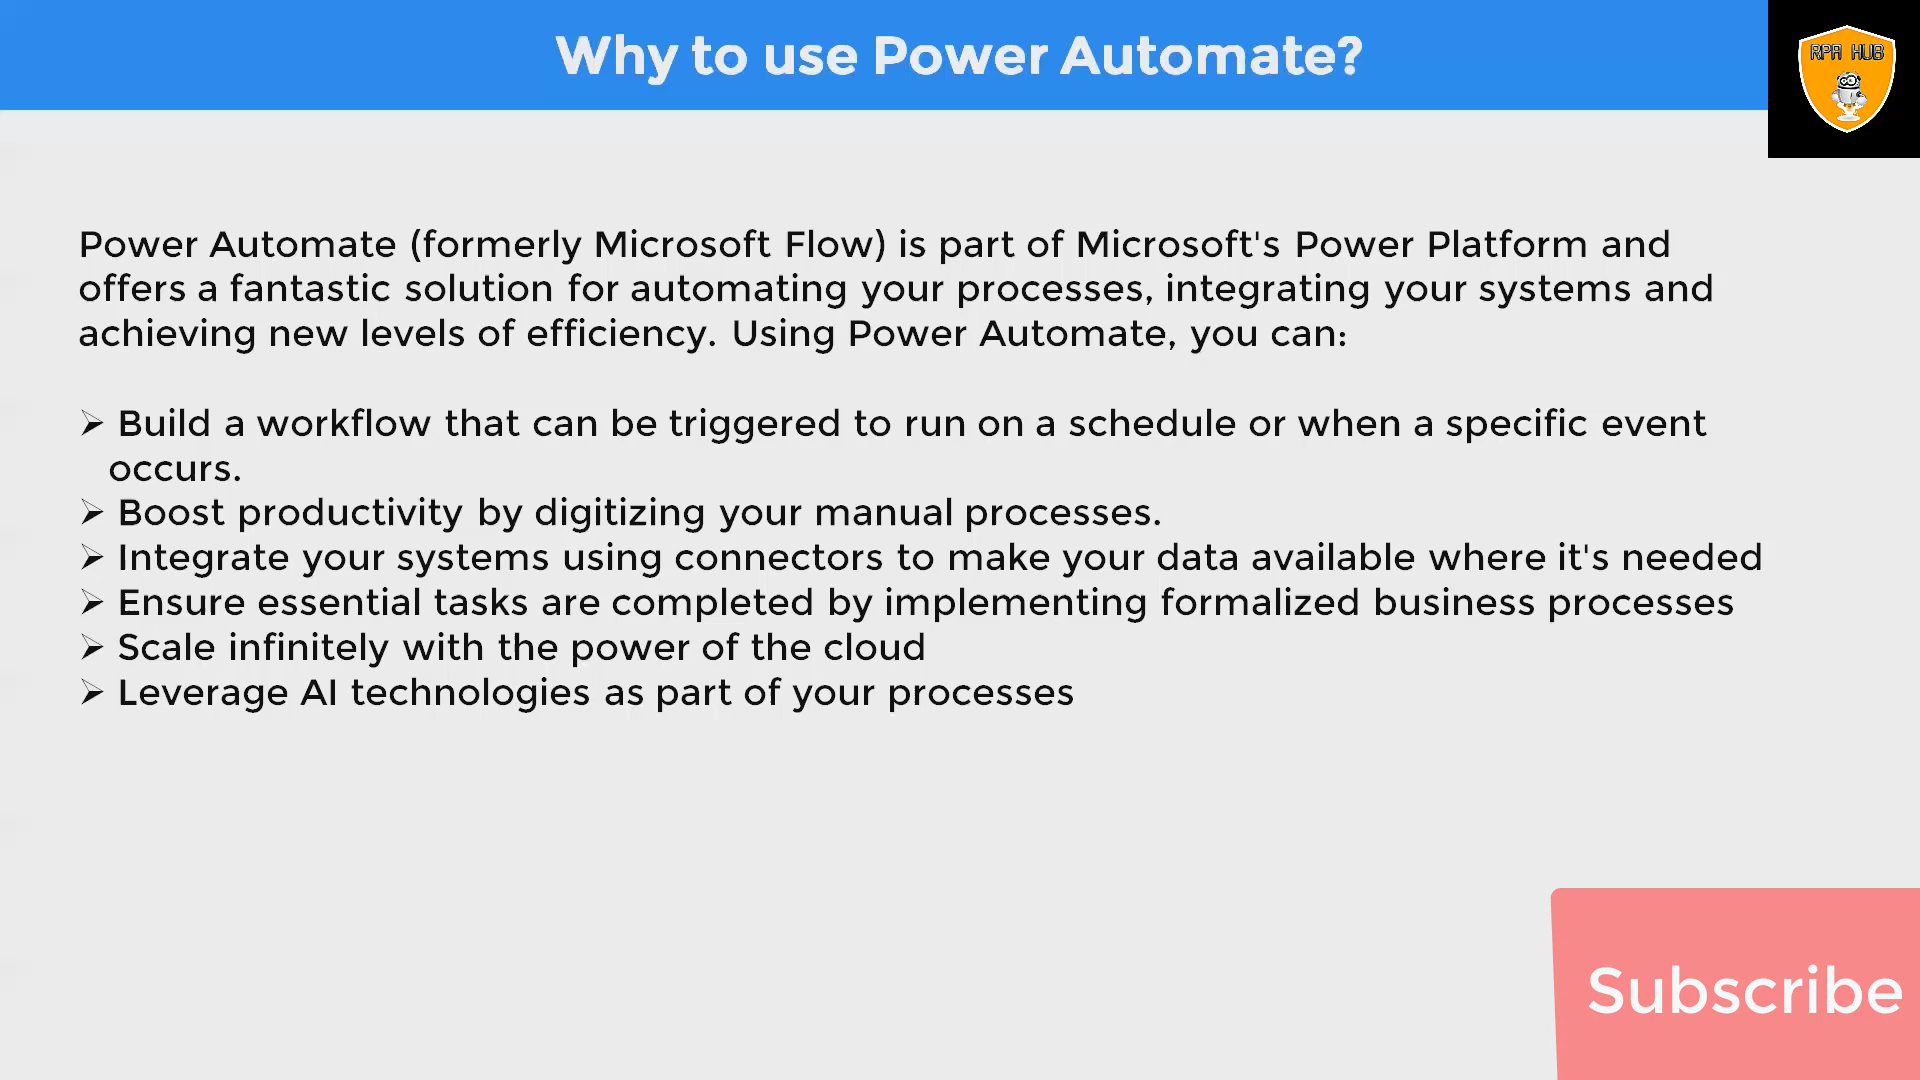 Why to use Power Automate?
RPA HUB
Power Automate (formerly Microsoft Flow) is part of Microsoft's Power Platform and
offers a fantastic solution for automating your processes, integrating your systems and
achieving new levels of efficiency. Using Power Automate, you can:
➢ Build a workflow that can be triggered to run on a schedule or when a specific event
occurs.
➢ Boost productivity by digitizing your manual processes.
➢ Integrate your systems using connectors to make your data available where it's needed
➢ Ensure essential tasks are completed by implementing formalized business processes
➢ Scale infinitely with the power of the cloud
➢ Leverage AI technologies as part of your processes
Subscribe